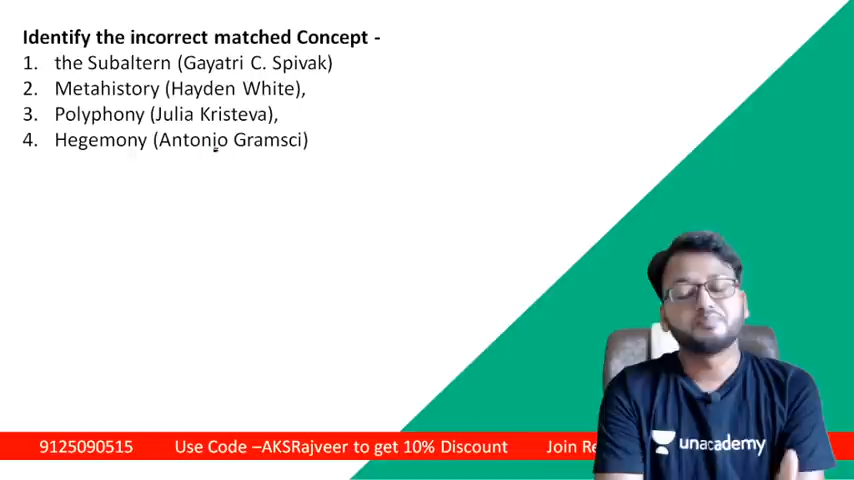 Identify the incorrect matched Concept -
1. the Subaltern (Gayatri C. Spivak)
2. Metahistory (Hayden White),
3. Polyphony (Julia Kristeva),
4. Hegemony (Antonio Gramsci)
unacademy
9125090515 Use Code –AKSRajveer to get 10% Discount Join